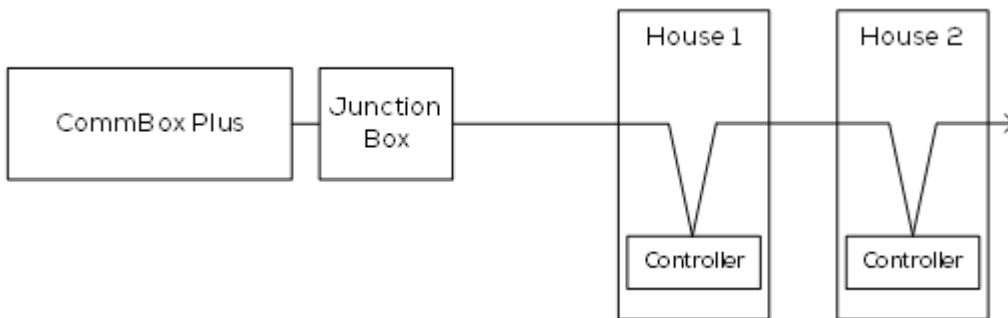 House 1
House 2
CommBox Plus
Junction
Box
Controller
Controller